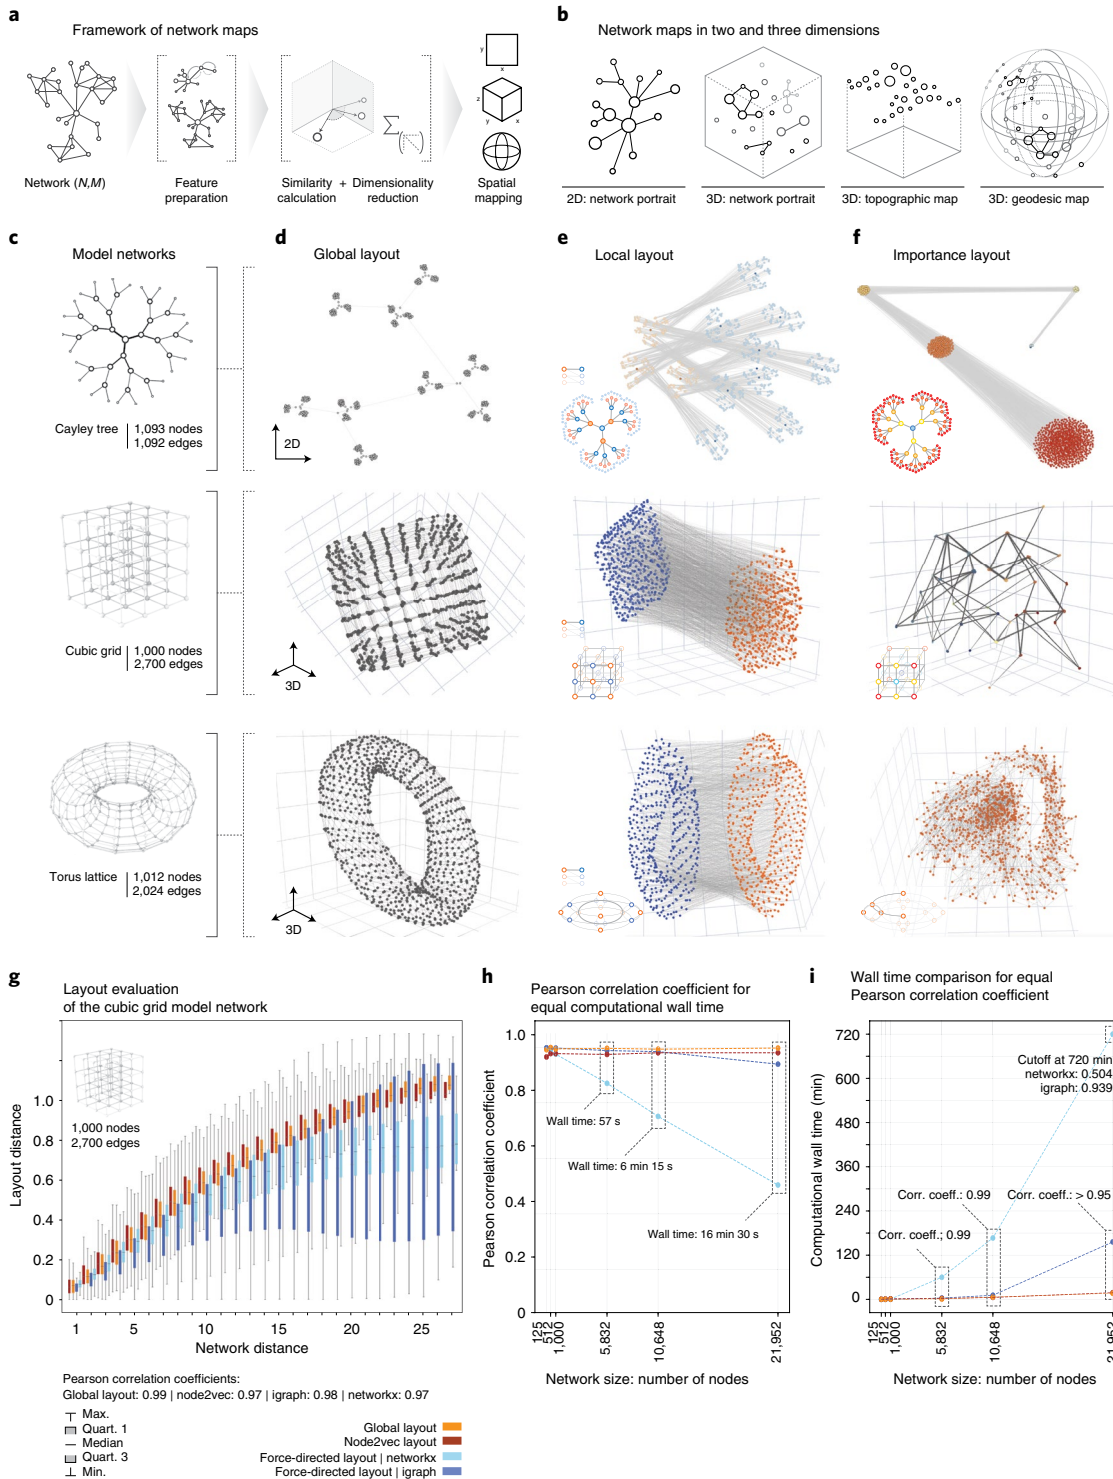 a
Framework of network maps
y
x
z
y
x
Network (N,M)
Feature
preparation
Similarity + Dimensionality
calculation reduction
Spatial
mapping
b
Network maps in two and three dimensions
2D: network portrait
3D: network portrait
3D: topographic map
3D: geodesic map
c
Model networks
Cayley tree
1,093 nodes
1,092 edges
Cubic grid
1,000 nodes
2,700 edges
Torus lattice
1,012 nodes
2,024 edges
d
Global layout
2D
3D
3D
e
Local layout
f
Importance layout
g
Layout evaluation
of the cubic grid model network
1,000 nodes
2,700 edges
Layout distance
1.0
0.8
0.6
0.4
0.2
0
1 5 10 15 20 25
Network distance
Pearson correlation coefficients:
Global layout: 0.99 | node2vec: 0.97 | igraph: 0.98 | networkx: 0.97
Max.
Quart. 1
Median
Quart. 3
Min.
Global layout
Node2vec layout
Force-directed layout | networkx
Force-directed layout | igraph
h
Pearson correlation coefficient for
equal computational wall time
Pearson correlation coefficient
1.0
0.8
0.6
0.4
0.2
0
Wall time: 57 s
Wall time: 6 min 15 s
Wall time: 16 min 30 s
125
512
1,000
5,832
10,648
21,952
Network size: number of nodes
i
Wall time comparison for equal
Pearson correlation coefficient
Computational wall time (min)
720
600
480
360
240
120
0
Cutoff at 720 min
networkx: 0.504
igraph: 0.939
Corr. coeff.: 0.99
Corr. coeff.: > 0.95
Corr. coeff.: 0.99
125
512
1,000
5,832
10,648
21,952
Network size: number of nodes